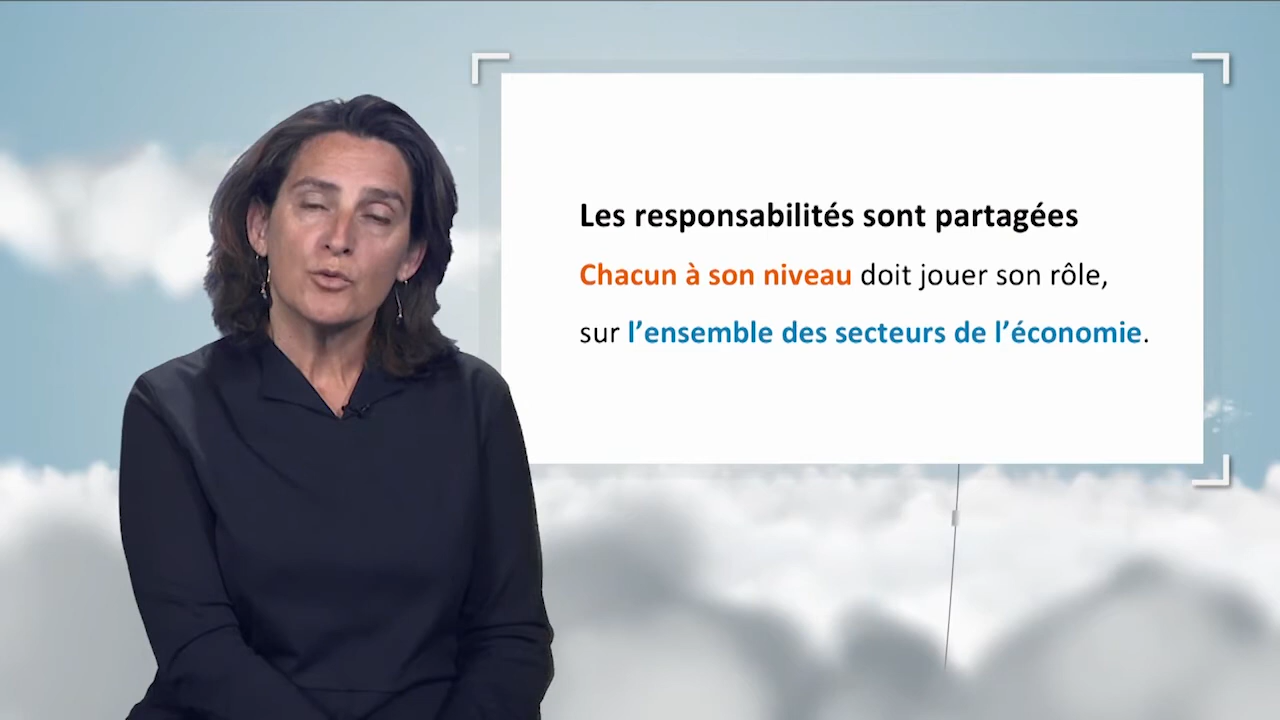 Les responsabilités sont partagées
Chacun à son niveau doit jouer son rôle,
sur l’ensemble des secteurs de l’économie.